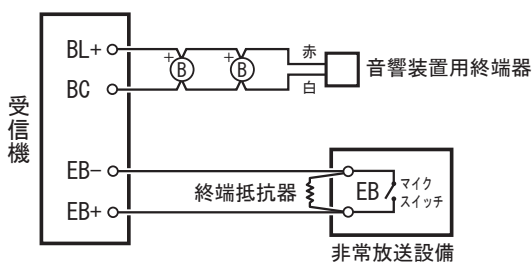 受信機
BL+
BC
EB−
EB+
+
B
+
B
赤
白
音響装置用終端器
終端抵抗器
EB
マイク
スイッチ
非常放送設備